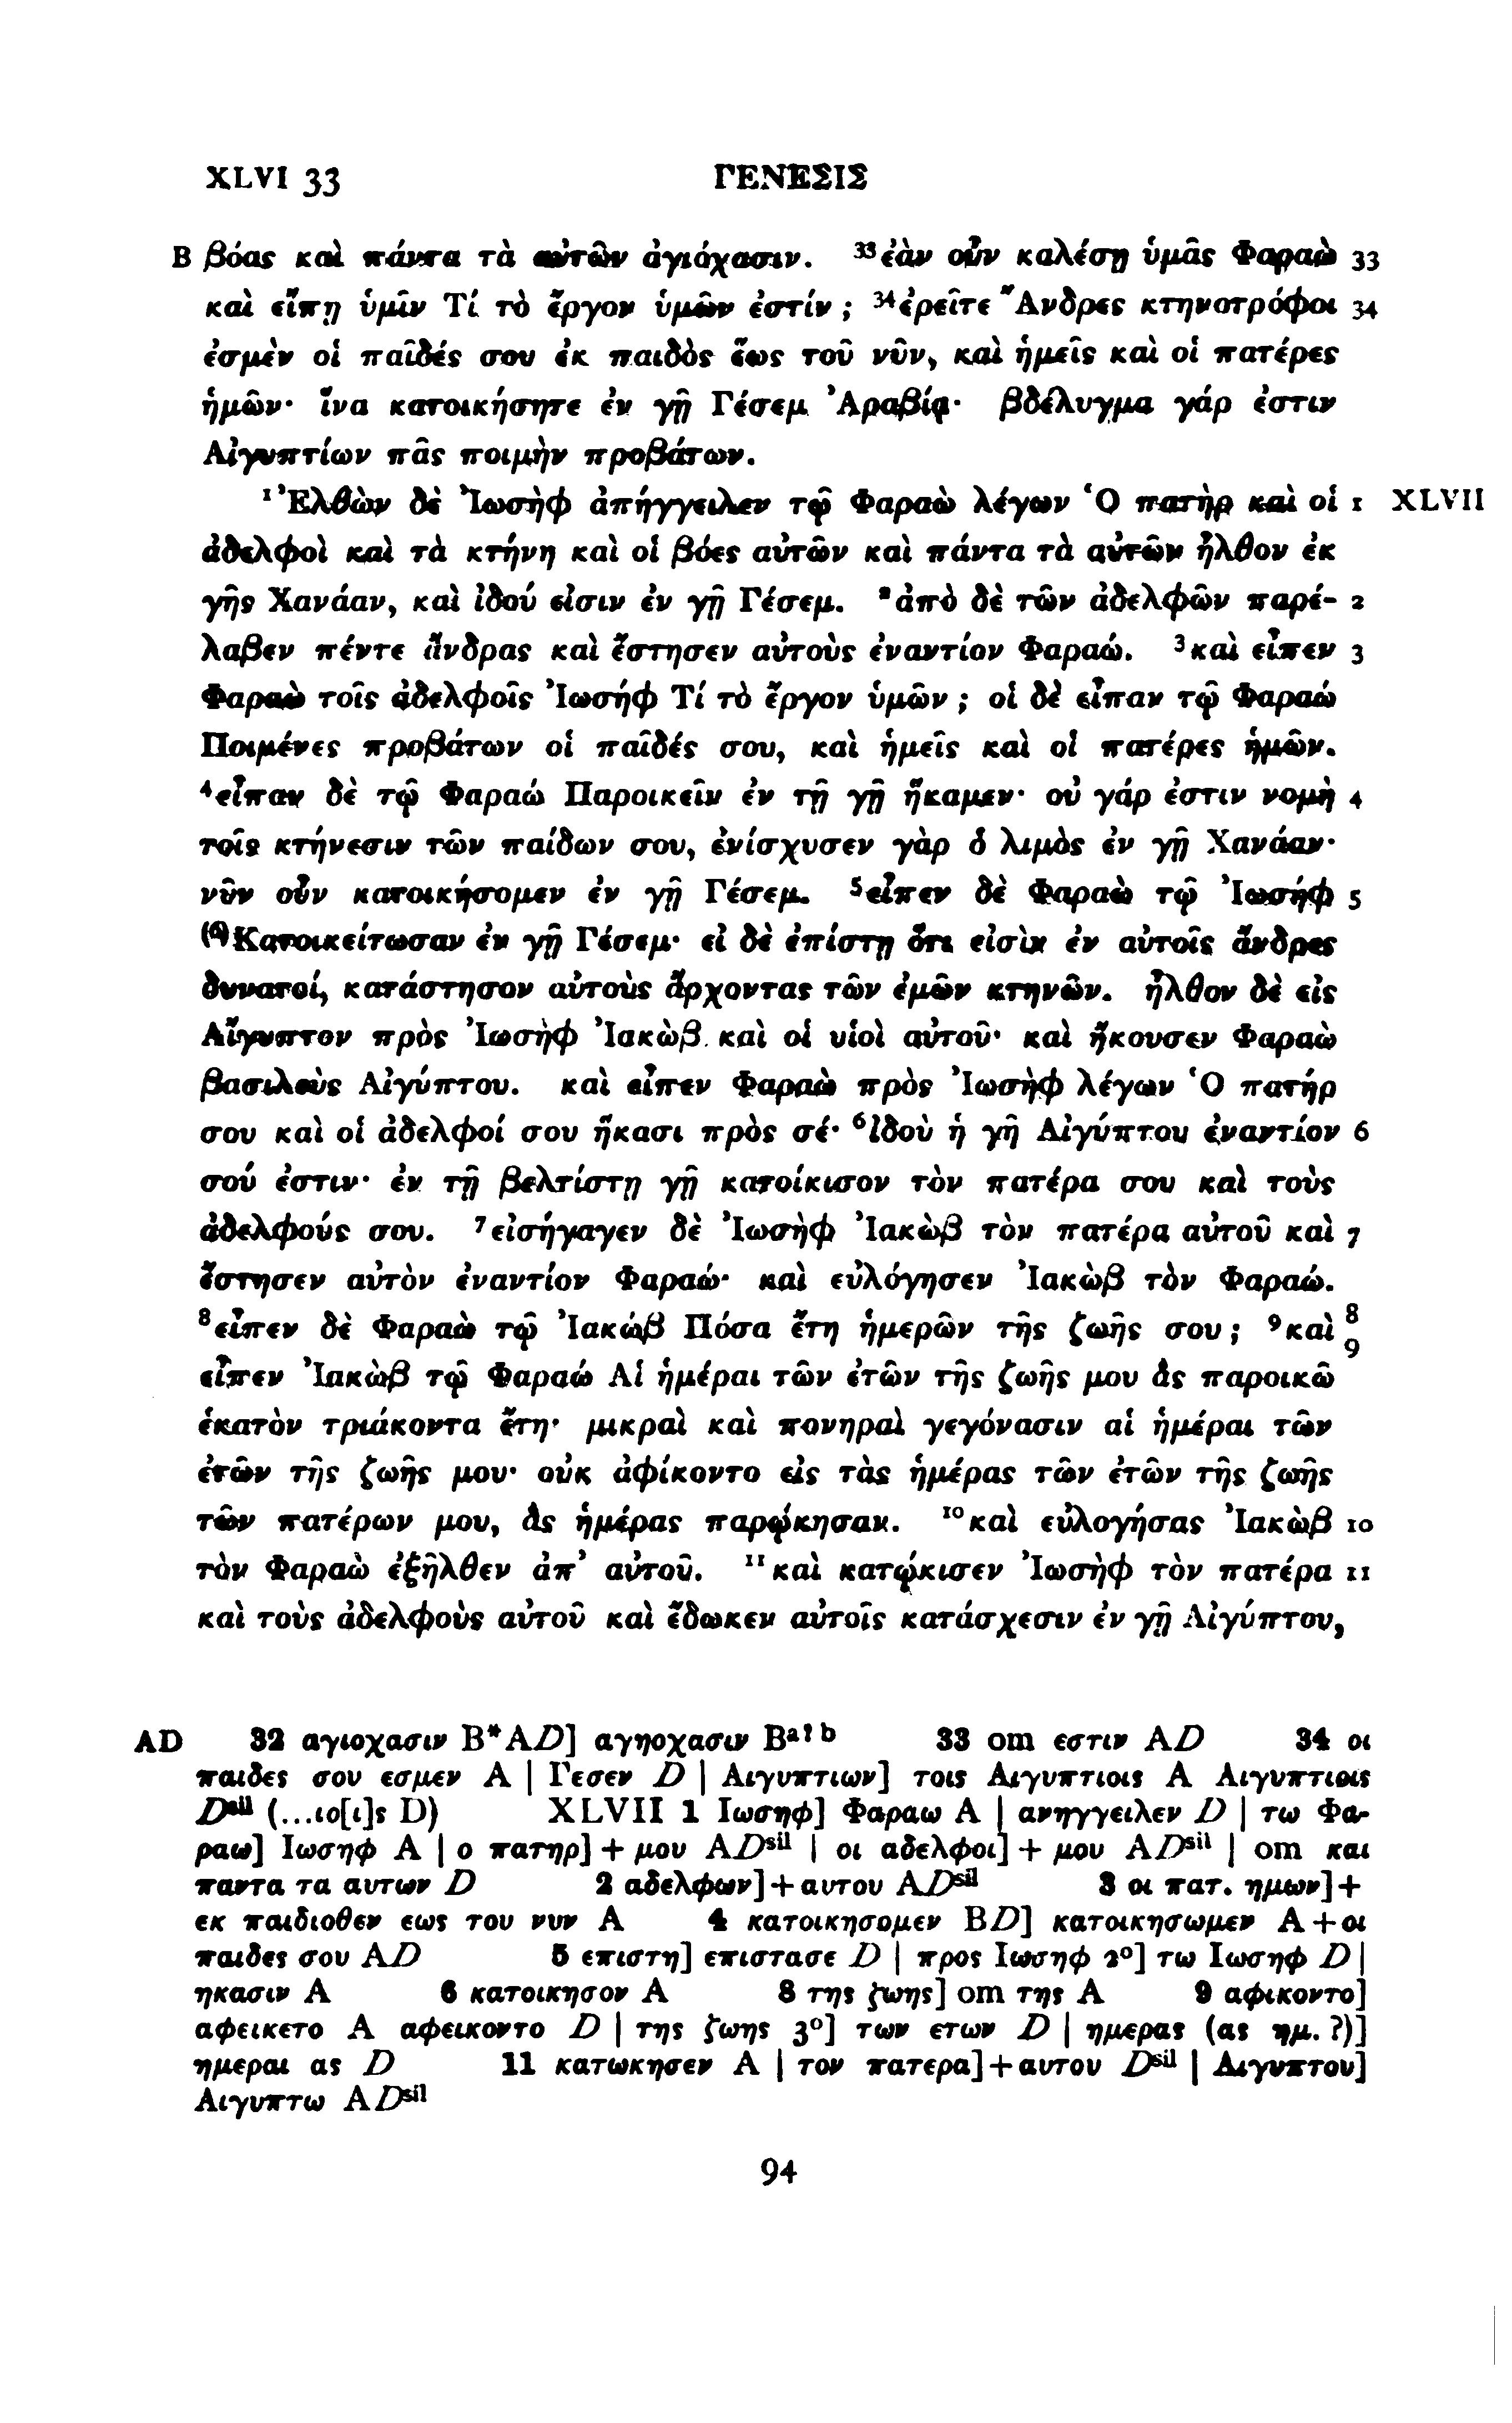 XLVI 33 ΓΕΝΕΣΙΣ
B βόας καὶ πάντα τὰ αὐτῶν ἀγιόχασιν. ³³ἐὰν οὖν καλέσῃ ὑμᾶς Φαραὼ 33
καὶ εἴπῃ ὑμῖν Τί τὸ ἔργον ὑμῶν ἐστίν; ³⁴ἐρεῖτε Ἄνδρες κτηνοτρόφοι 34
ἐσμὲν οἱ παῖδές σου ἐκ παιδὸς ἕως τοῦ νῦν, καὶ ἡμεῖς καὶ οἱ πατέρες
ἡμῶν· ἵνα κατοικήσητε ἐν γῇ Γέσεμ Ἀραβίᾳ· βδέλυγμα γάρ ἐστιν
Αἰγυπτίων πᾶς ποιμὴν προβάτων.
¹Ἐλθὼν δὲ Ἰωσὴφ ἀπήγγειλεν τῷ Φαραὼ λέγων Ὁ πατὴρ καὶ οἱ 1 XLVII
ἀδελφοὶ καὶ τὰ κτήνη καὶ οἱ βόες αὐτῶν καὶ πάντα τὰ αὐτῶν ἦλθον ἐκ
γῆς Χανάαν, καὶ ἰδού εἰσιν ἐν γῇ Γέσεμ. ²ἀπὸ δὲ τῶν ἀδελφῶν παρέ- 2
λαβεν πέντε ἄνδρας καὶ ἔστησεν αὐτοὺς ἐναντίον Φαραώ. ³καὶ εἶπεν 3
Φαραὼ τοῖς ἀδελφοῖς Ἰωσήφ Τί τὸ ἔργον ὑμῶν; οἱ δὲ εἶπαν τῷ Φαραώ
Ποιμένες προβάτων οἱ παῖδές σου, καὶ ἡμεῖς καὶ οἱ πατέρες ἡμῶν.
⁴εἶπαν δὲ τῷ Φαραώ Παροικεῖν ἐν τῇ γῇ ἥκαμεν· οὐ γάρ ἐστιν νομὴ 4
τοῖς κτήνεσιν τῶν παίδων σου, ἐνίσχυσεν γὰρ ὁ λιμὸς ἐν γῇ Χανάαν·
νῦν οὖν κατοικήσομεν ἐν γῇ Γέσεμ. ⁵εἶπεν δὲ Φαραὼ τῷ Ἰωσήφ 5
⁽⁶⁾Κατοικείτωσαν ἐν γῇ Γέσεμ· εἰ δὲ ἐπίστῃ ὅτι εἰσὶν ἐν αὐτοῖς ἄνδρες
δυνατοί, κατάστησον αὐτοὺς ἄρχοντας τῶν ἐμῶν κτηνῶν. ἦλθον δὲ εἰς
Αἴγυπτον πρὸς Ἰωσὴφ Ἰακὼβ καὶ οἱ υἱοὶ αὐτοῦ· καὶ ἤκουσεν Φαραὼ
βασιλεὺς Αἰγύπτου. καὶ εἶπεν Φαραὼ πρὸς Ἰωσὴφ λέγων Ὁ πατήρ
σου καὶ οἱ ἀδελφοί σου ἥκασι πρὸς σέ· ⁶ἰδοὺ ἡ γῆ Αἰγύπτου ἐναντίον 6
σού ἐστιν· ἐν τῇ βελτίστῃ γῇ κατοίκισον τὸν πατέρα σου καὶ τοὺς
ἀδελφούς σου. ⁷εἰσήγαγεν δὲ Ἰωσὴφ Ἰακὼβ τὸν πατέρα αὐτοῦ καὶ 7
ἔστησεν αὐτὸν ἐναντίον Φαραώ· καὶ εὐλόγησεν Ἰακὼβ τὸν Φαραώ.
⁸εἶπεν δὲ Φαραὼ τῷ Ἰακώβ Πόσα ἔτη ἡμερῶν τῆς ζωῆς σου; ⁹καὶ 8 9
εἶπεν Ἰακὼβ τῷ Φαραώ Αἱ ἡμέραι τῶν ἐτῶν τῆς ζωῆς μου ἃς παροικῶ
ἑκατὸν τριάκοντα ἔτη· μικραὶ καὶ πονηραὶ γεγόνασιν αἱ ἡμέραι τῶν
ἐτῶν τῆς ζωῆς μου· οὐκ ἀφίκοντο εἰς τὰς ἡμέρας τῶν ἐτῶν τῆς ζωῆς
τῶν πατέρων μου, ἃς ἡμέρας παρῴκησαν. ¹⁰καὶ εὐλογήσας Ἰακὼβ 10
τὸν Φαραὼ ἐξῆλθεν ἀπ’ αὐτοῦ. ¹¹καὶ κατῴκισεν Ἰωσὴφ τὸν πατέρα 11
καὶ τοὺς ἀδελφοὺς αὐτοῦ καὶ ἔδωκεν αὐτοῖς κατάσχεσιν ἐν γῇ Αἰγύπτου,
AD 32 αγιοχασιν B*AD] αγηοχασιν Bᵃ?ᵇ 33 om εστιν AD 34 οι
παιδες σου εσμεν A | Γεσεν D | Αιγυπτιων] τοις Αιγυπτιοις A Αιγυπτιοις
Dˢⁱˡ (...ιο[ι]ς D) XLVII 1 Ιωσηφ] Φαραω A | ανηγγειλεν D | τω Φα-
ραω] Ιωσηφ A | ο πατηρ] + μου ADˢⁱˡ | οι αδελφοι] + μου ADˢⁱˡ | om και
παντα τα αυτων D 2 αδελφων] + αυτου ADˢⁱˡ 3 οι πατ. ημων] +
εκ παιδιοθεν εως του νυν A 4 κατοικησομεν BD] κατοικησωμεν A + οι
παιδες σου AD 5 επιστη] επιστασε D | προς Ιωσηφ 2°] τω Ιωσηφ D |
ηκασιν A 6 κατοικησον A 8 της ζωης] om της A 9 αφικοντο]
αφεικετο A αφεικοντο D | της ζωης 3°] των ετων D | ημερας (ας ημ. ?)]
ημεραι ας D 11 κατωκησεν A | τον πατερα] + αυτου Dˢⁱˡ | Αιγυπτου]
Αιγυπτω ADˢⁱˡ
94